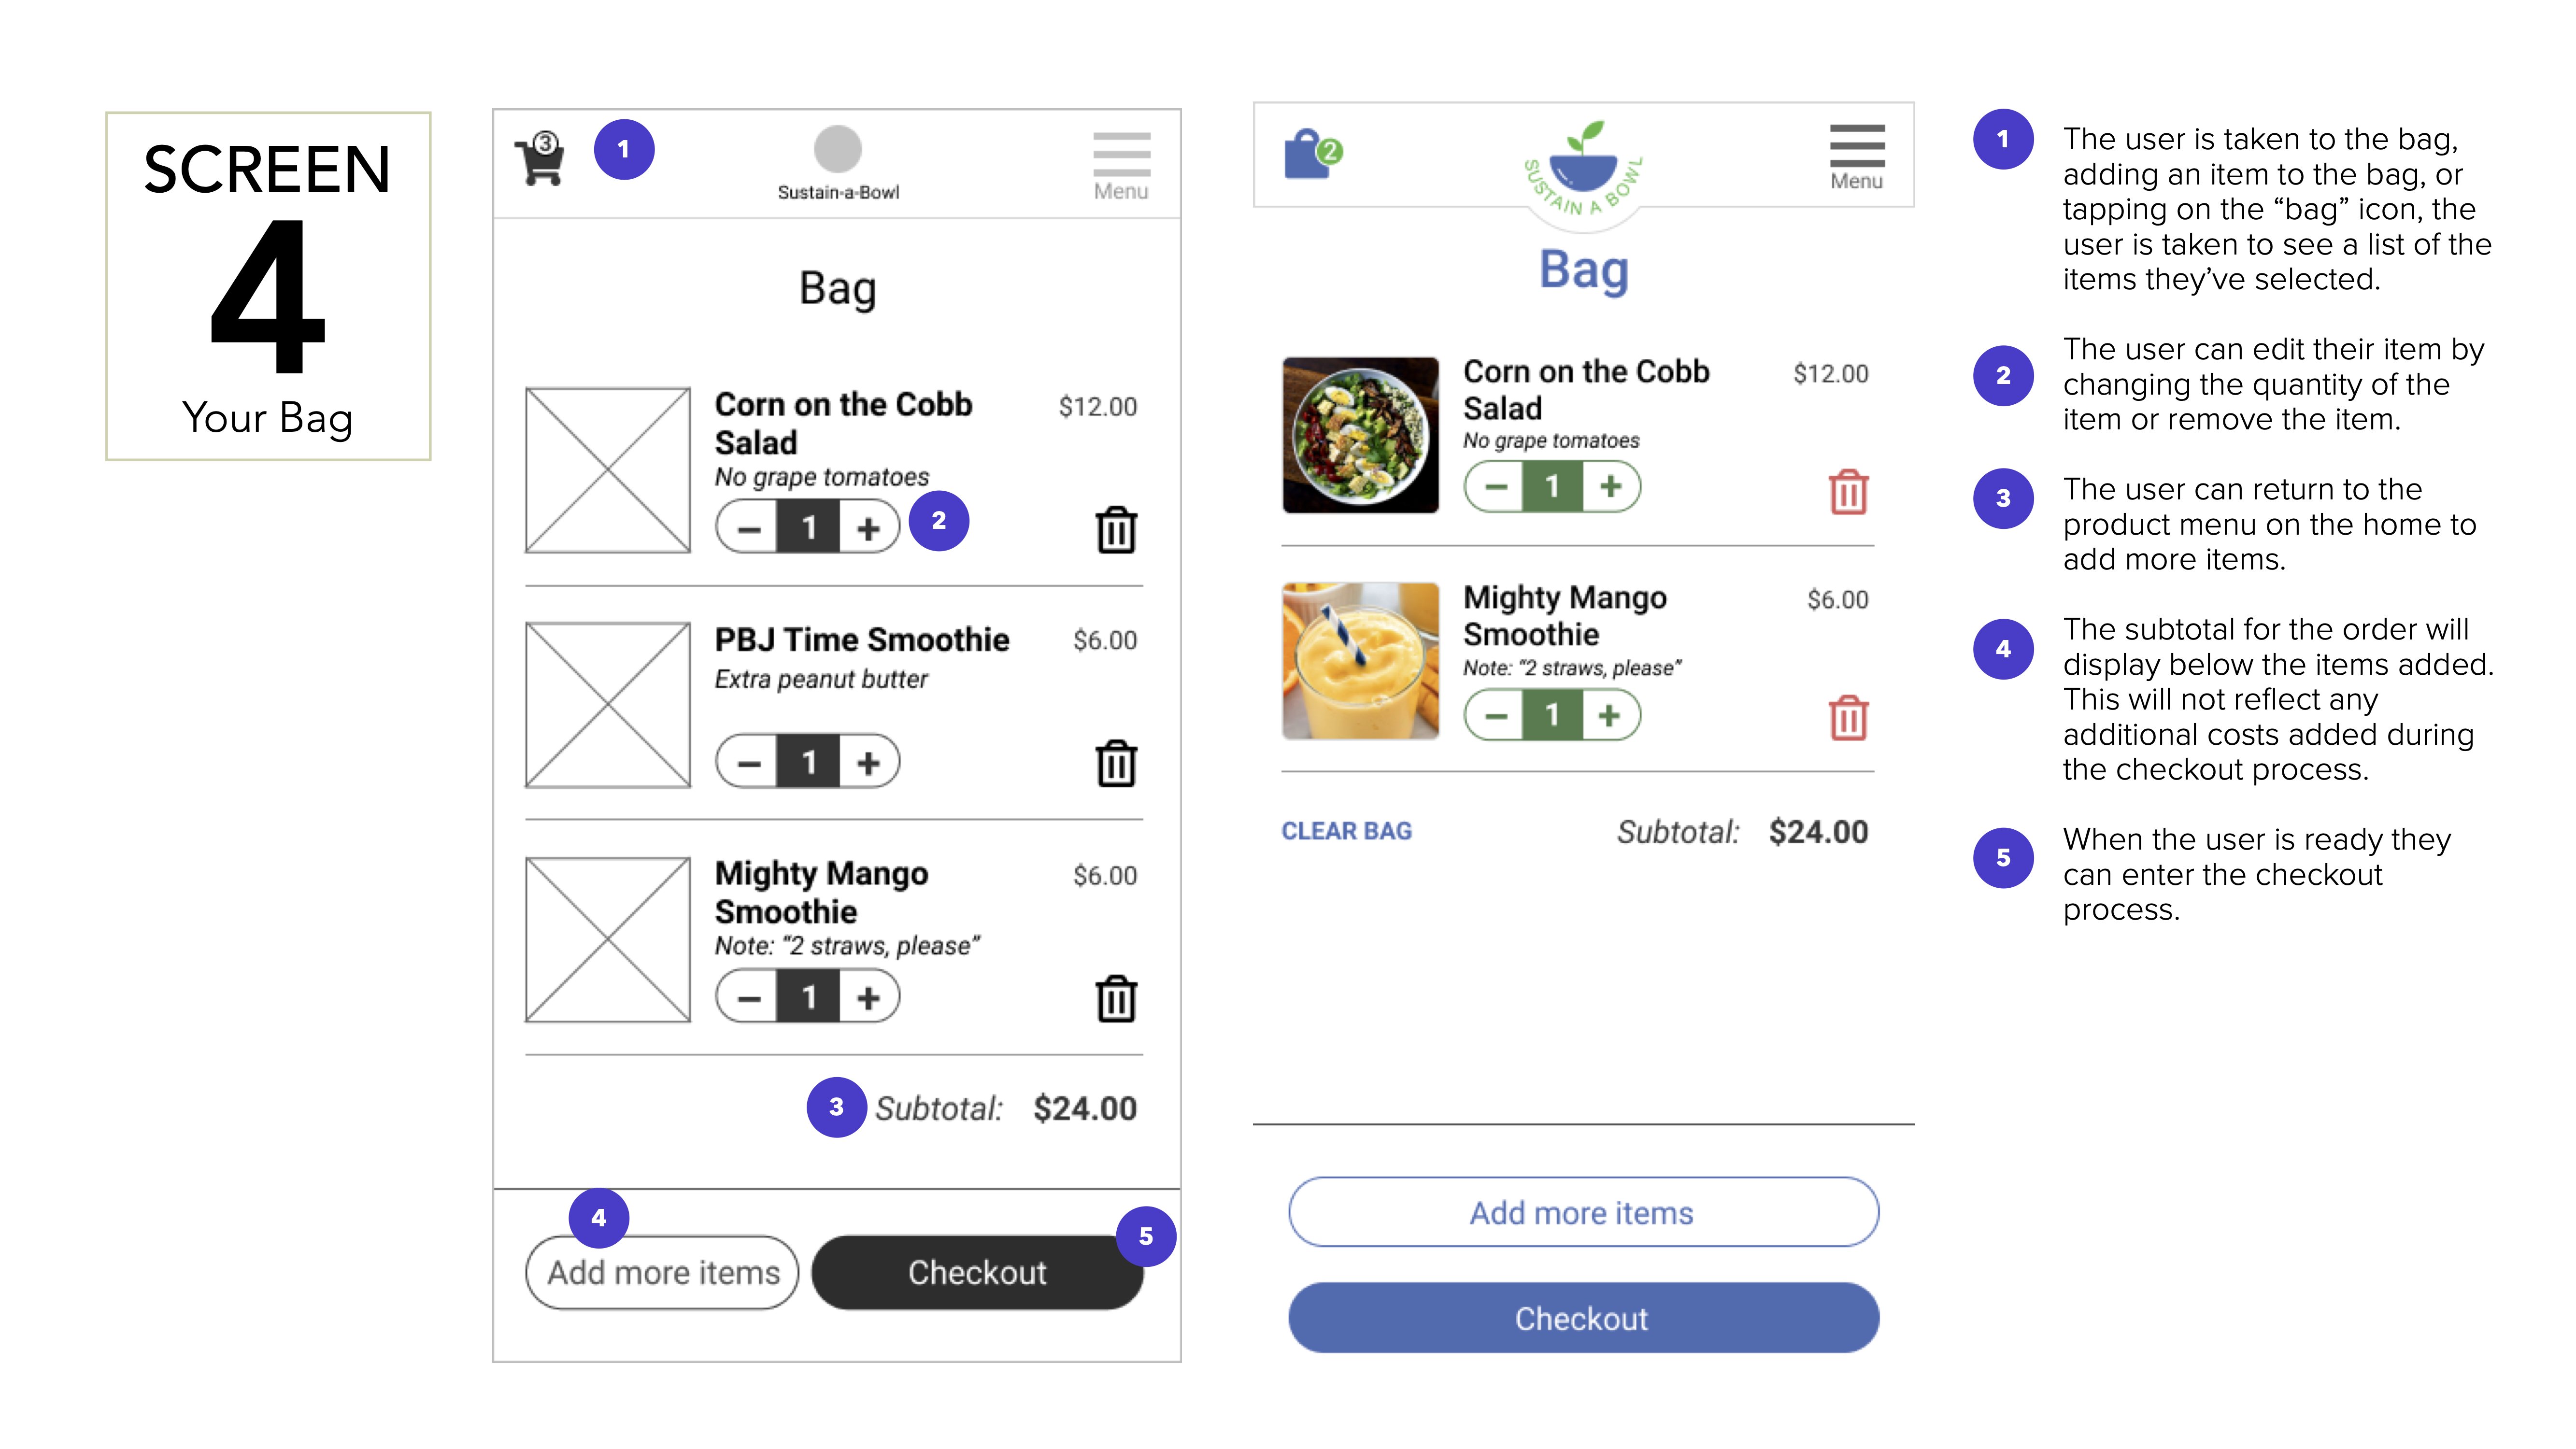 SCREEN
4
Your Bag
3
1
Sustain-a-Bowl
Menu
Bag
Corn on the Cobb
Salad
$12.00
No grape tomatoes
− 1 +
2
PBJ Time Smoothie
$6.00
Extra peanut butter
− 1 +
Mighty Mango
Smoothie
$6.00
Note: “2 straws, please”
− 1 +
3
Subtotal: $24.00
4
5
Add more items
Checkout
2
SUSTAIN A BOWL
Menu
Bag
Corn on the Cobb
Salad
$12.00
No grape tomatoes
− 1 +
Mighty Mango
Smoothie
$6.00
Note: “2 straws, please”
− 1 +
CLEAR BAG
Subtotal: $24.00
Add more items
Checkout
1
The user is taken to the bag,
adding an item to the bag, or
tapping on the “bag” icon, the
user is taken to see a list of the
items they’ve selected.
2
The user can edit their item by
changing the quantity of the
item or remove the item.
3
The user can return to the
product menu on the home to
add more items.
4
The subtotal for the order will
display below the items added.
This will not reflect any
additional costs added during
the checkout process.
5
When the user is ready they
can enter the checkout
process.